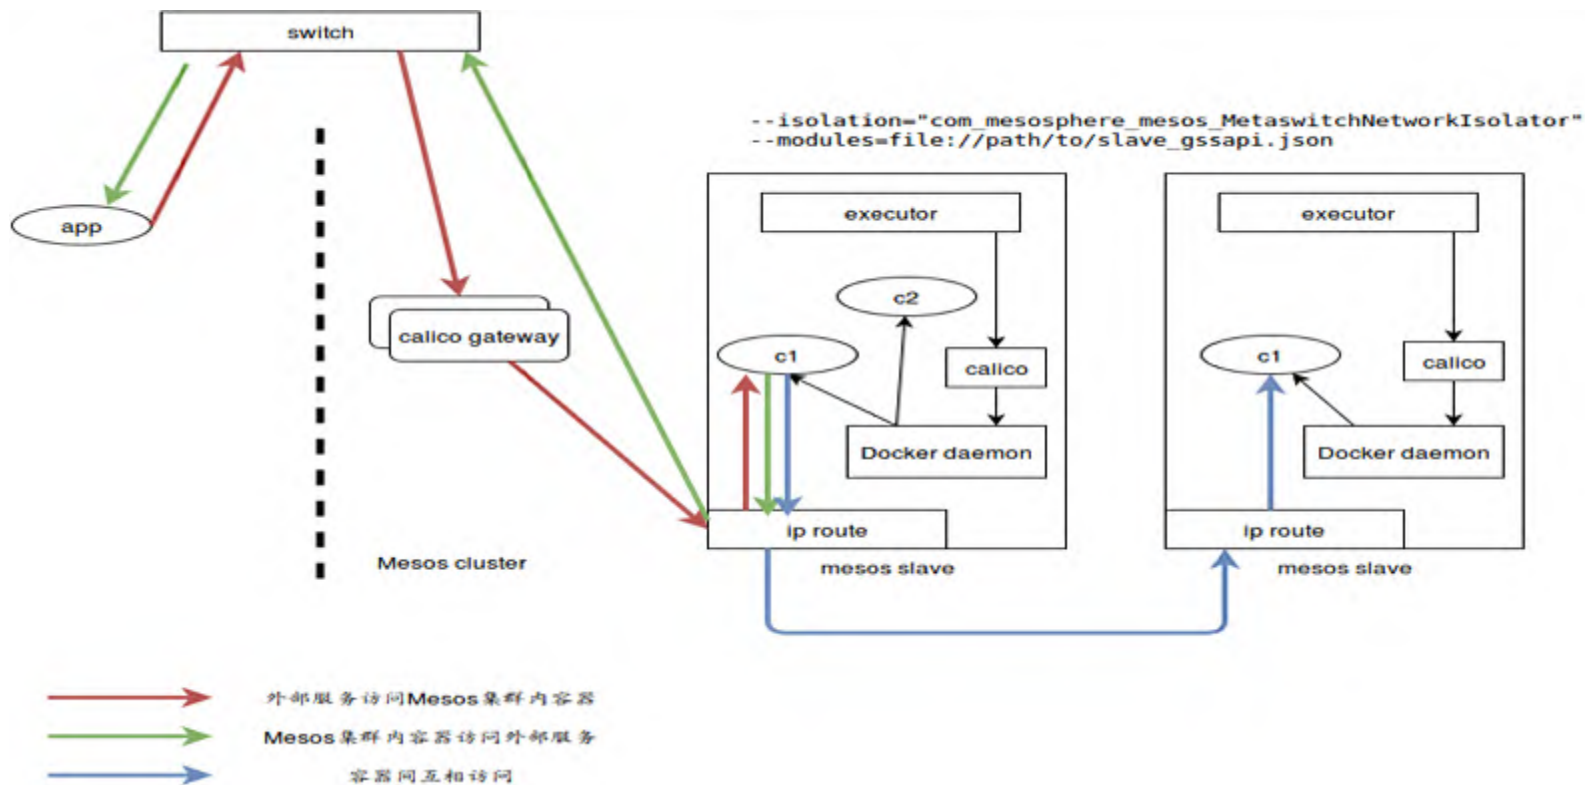 switch
--isolation="com_mesosphere_mesos_MetaswitchNetworkIsolator"
--modules=file://path/to/slave_gssapi.json
app
calico gateway
Mesos cluster
executor
c2
c1
calico
Docker daemon
ip route
mesos slave
executor
c1
calico
Docker daemon
ip route
mesos slave
外部服务访问Mesos集群内容器
Mesos集群内容器访问外部服务
容器间互相访问